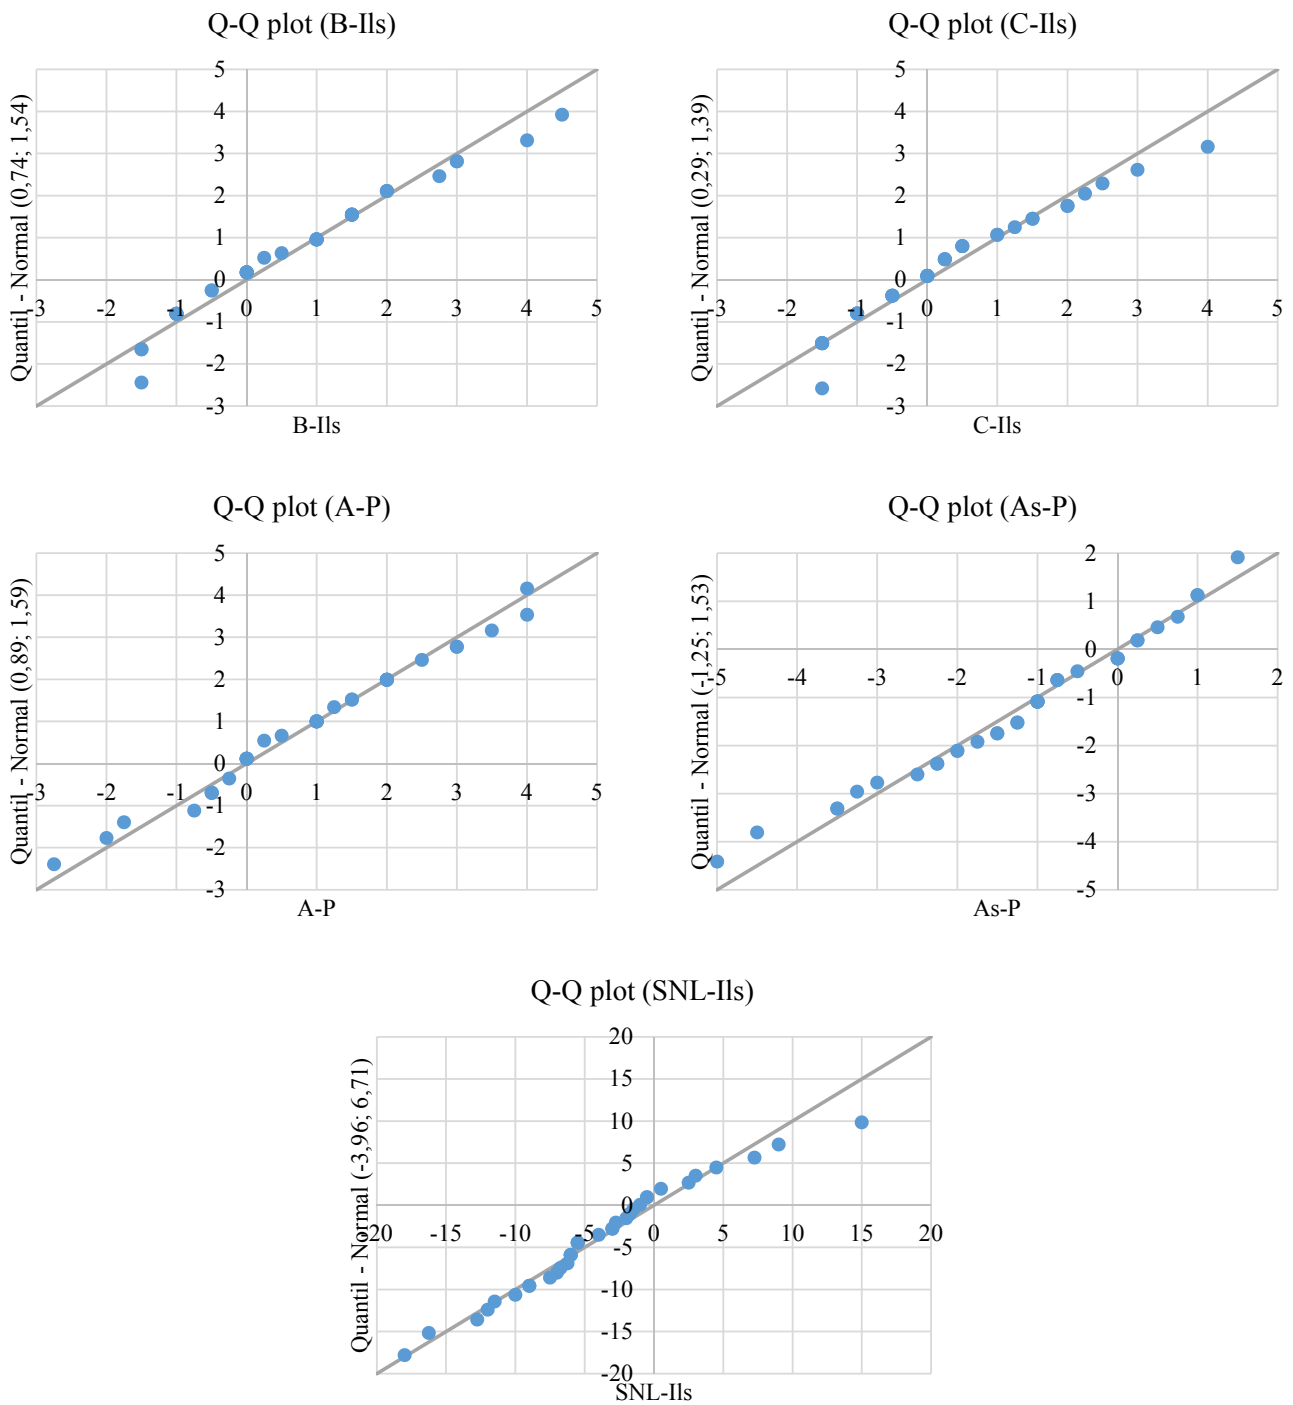 Q-Q plot (B-Ils)
Quantil - Normal (0,74; 1,54)
5
4
3
2
1
0
-1
-2
-3
-3 -2 -1 0 1 2 3 4 5
B-Ils
Q-Q plot (C-Ils)
Quantil - Normal (0,29; 1,39)
5
4
3
2
1
0
-1
-2
-3
-3 -2 -1 0 1 2 3 4 5
C-Ils
Q-Q plot (A-P)
Quantil - Normal (0,89; 1,59)
5
4
3
2
1
0
-1
-2
-3
-3 -2 -1 0 1 2 3 4 5
A-P
Q-Q plot (As-P)
Quantil - Normal (-1,25; 1,53)
2
1
0
-1
-2
-3
-4
-5
-5 -4 -3 -2 -1 0 1 2
As-P
Q-Q plot (SNL-Ils)
Quantil - Normal (-3,96; 6,71)
20
15
10
5
0
-5
-10
-15
-20
-20 -15 -10 -5 0 5 10 15 20
SNL-Ils